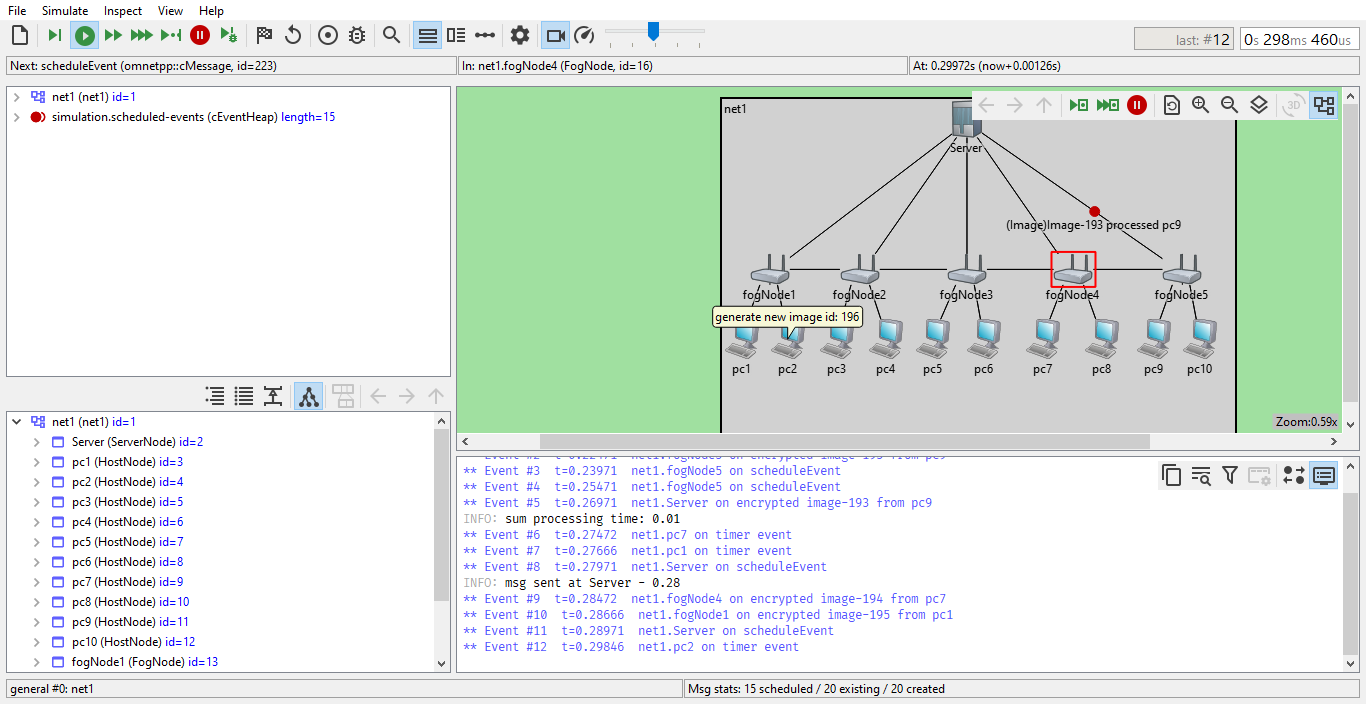 File Simulate Inspect View Help
last: #12
0s 298ms 460us
Next: scheduleEvent (omnetpp::cMessage, id=223)
In: net1.fogNode4 (FogNode, id=16)
At: 0.29972s (now+0.00126s)
net1 (net1) id=1
simulation.scheduled-events (cEventHeap) length=15
net1
3D
Server
(Image)Image-193 processed pc9
fogNode1 fogNode2 fogNode3 fogNode4 fogNode5
generate new image id: 196
pc1 pc2 pc3 pc4 pc5 pc6 pc7 pc8 pc9 pc10
Zoom:0.59x
net1 (net1) id=1
Server (ServerNode) id=2
pc1 (HostNode) id=3
pc2 (HostNode) id=4
pc3 (HostNode) id=5
pc4 (HostNode) id=6
pc5 (HostNode) id=7
pc6 (HostNode) id=8
pc7 (HostNode) id=9
pc8 (HostNode) id=10
pc9 (HostNode) id=11
pc10 (HostNode) id=12
fogNode1 (FogNode) id=13
** Event #3 t=0.23971 net1.fogNode5 on scheduleEvent
** Event #4 t=0.25471 net1.fogNode5 on scheduleEvent
** Event #5 t=0.26971 net1.Server on encrypted image-193 from pc9
INFO: sum processing time: 0.01
** Event #6 t=0.27472 net1.pc7 on timer event
** Event #7 t=0.27666 net1.pc1 on timer event
** Event #8 t=0.27971 net1.Server on scheduleEvent
INFO: msg sent at Server - 0.28
** Event #9 t=0.28472 net1.fogNode4 on encrypted image-194 from pc7
** Event #10 t=0.28666 net1.fogNode1 on encrypted image-195 from pc1
** Event #11 t=0.28971 net1.Server on scheduleEvent
** Event #12 t=0.29846 net1.pc2 on timer event
general #0: net1
Msg stats: 15 scheduled / 20 existing / 20 created